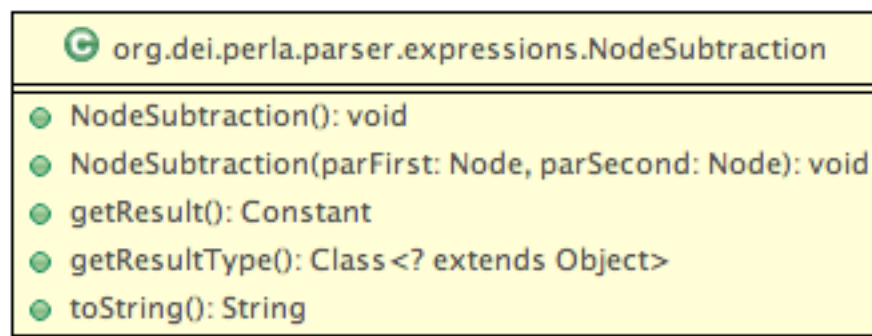 C org.dei.perla.parser.expressions.NodeSubtraction
NodeSubtraction(): void
NodeSubtraction(parFirst: Node, parSecond: Node): void
getResult(): Constant
getResultType(): Class<? extends Object>
toString(): String